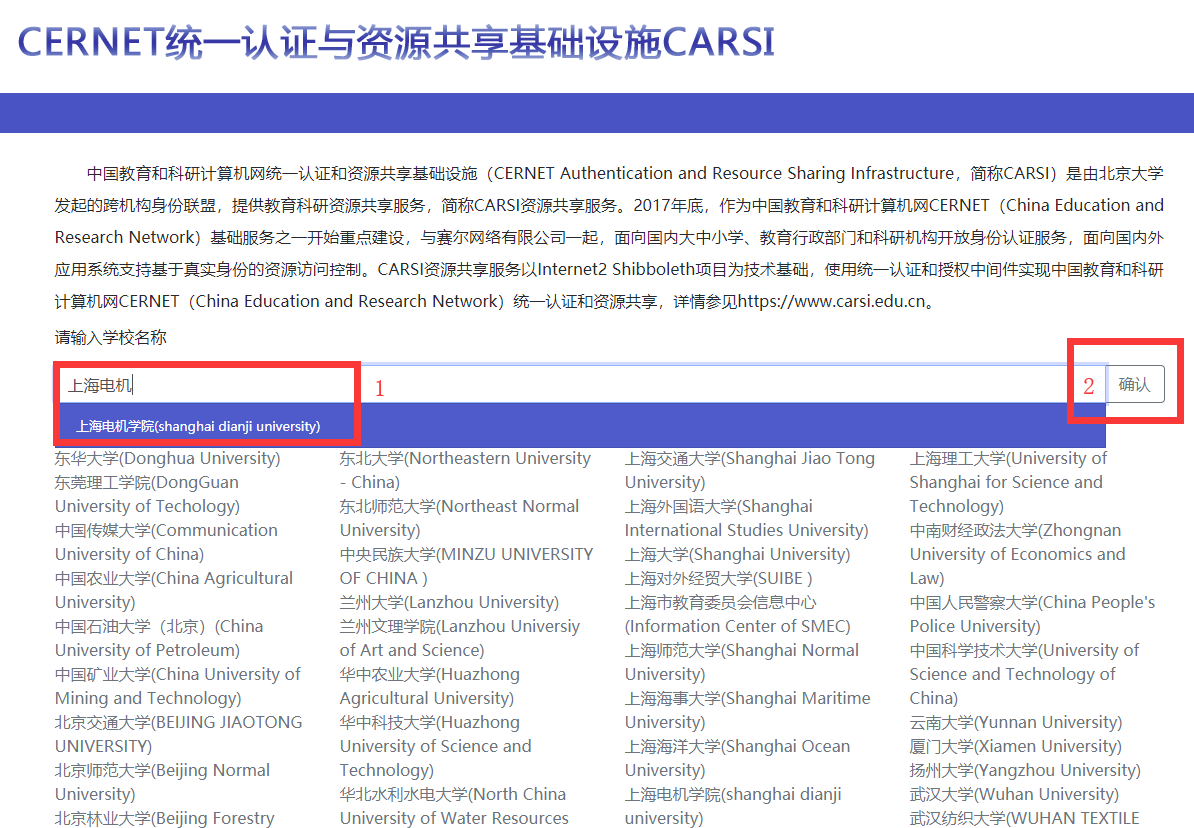 CERNET统一认证与资源共享基础设施CARSI
中国教育和科研计算机网统一认证和资源共享基础设施（CERNET Authentication and Resource Sharing Infrastructure，简称CARSI）是由北京大学
发起的跨机构身份联盟，提供教育科研资源共享服务，简称CARSI资源共享服务。2017年底，作为中国教育和科研计算机网CERNET（China Education and
Research Network）基础服务之一开始重点建设，与赛尔网络有限公司一起，面向国内大中小学、教育行政部门和科研机构开放身份认证服务，面向国内外
应用系统支持基于真实身份的资源访问控制。CARSI资源共享服务以Internet2 Shibboleth项目为技术基础，使用统一认证和授权中间件实现中国教育和科研
计算机网CERNET（China Education and Research Network）统一认证和资源共享，详情参见https://www.carsi.edu.cn。
请输入学校名称
上海电机
1
2
确认
上海电机学院(shanghai dianji university)
东华大学(Donghua University)
东莞理工学院(DongGuan
University of Techology)
中国传媒大学(Communication
University of China)
中国农业大学(China Agricultural
University)
中国石油大学（北京）(China
University of Petroleum)
中国矿业大学(China University of
Mining and Technology)
北京交通大学(BEIJING JIAOTONG
UNIVERSITY)
北京师范大学(Beijing Normal
University)
北京林业大学(Beijing Forestry
东北大学(Northeastern University
- China)
东北师范大学(Northeast Normal
University)
中央民族大学(MINZU UNIVERSITY
OF CHINA )
兰州大学(Lanzhou University)
兰州文理学院(Lanzhou Universiy
of Art and Science)
华中农业大学(Huazhong
Agricultural University)
华中科技大学(Huazhong
University of Science and
Technology)
华北水利水电大学(North China
University of Water Resources
上海交通大学(Shanghai Jiao Tong
University)
上海外国语大学(Shanghai
International Studies University)
上海大学(Shanghai University)
上海对外经贸大学(SUIBE )
上海市教育委员会信息中心
(Information Center of SMEC)
上海师范大学(Shanghai Normal
University)
上海海事大学(Shanghai Maritime
University)
上海海洋大学(Shanghai Ocean
University)
上海电机学院(shanghai dianji
university)
上海理工大学(University of
Shanghai for Science and
Technology)
中南财经政法大学(Zhongnan
University of Economics and
Law)
中国人民警察大学(China People's
Police University)
中国科学技术大学(University of
Science and Technology of
China)
云南大学(Yunnan University)
厦门大学(Xiamen University)
扬州大学(Yangzhou University)
武汉大学(Wuhan University)
武汉纺织大学(WUHAN TEXTILE